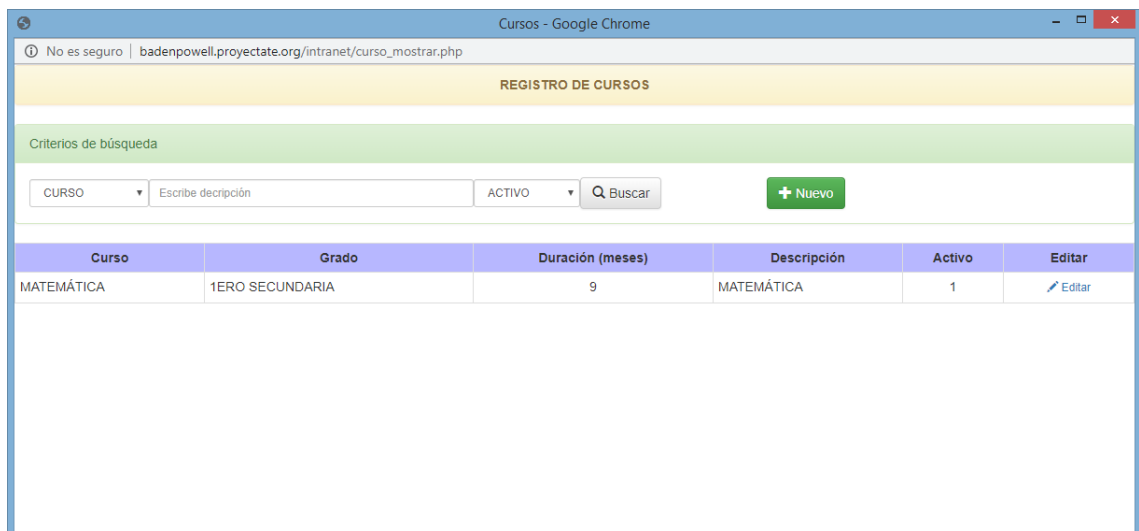 Cursos - Google Chrome
No es seguro | badenpowell.proyectate.org/intranet/curso_mostrar.php
REGISTRO DE CURSOS
Criterios de búsqueda
CURSO Escribe decripción ACTIVO Buscar Nuevo
Curso Grado Duración (meses) Descripción Activo Editar
MATEMÁTICA 1ERO SECUNDARIA 9 MATEMÁTICA 1 Editar